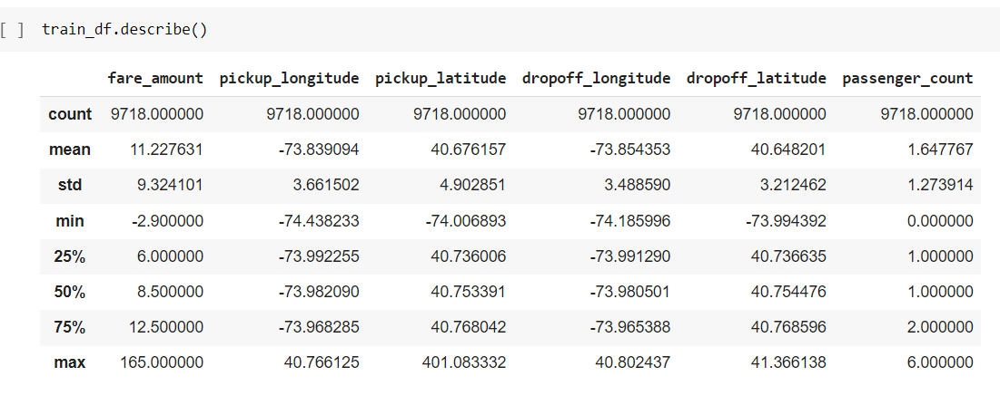 [ ] train_df.describe()
fare_amount pickup_longitude pickup_latitude dropoff_longitude dropoff_latitude passenger_count
count 9718.000000 9718.000000 9718.000000 9718.000000 9718.000000 9718.000000
mean 11.227631 -73.839094 40.676157 -73.854353 40.648201 1.647767
std 9.324101 3.661502 4.902851 3.488590 3.212462 1.273914
min -2.900000 -74.438233 -74.006893 -74.185996 -73.994392 0.000000
25% 6.000000 -73.992255 40.736006 -73.991290 40.736635 1.000000
50% 8.500000 -73.982090 40.753391 -73.980501 40.754476 1.000000
75% 12.500000 -73.968285 40.768042 -73.965388 40.768596 2.000000
max 165.000000 40.766125 401.083332 40.802437 41.366138 6.000000